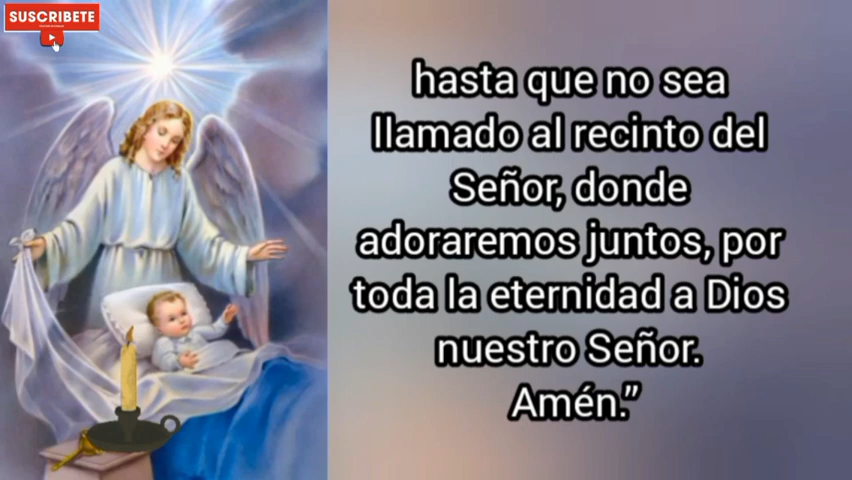 SUSCRIBETE
hasta que no sea
llamado al recinto del
Señor, donde
adoraremos juntos, por
toda la eternidad a Dios
nuestro Señor.
Amén.”